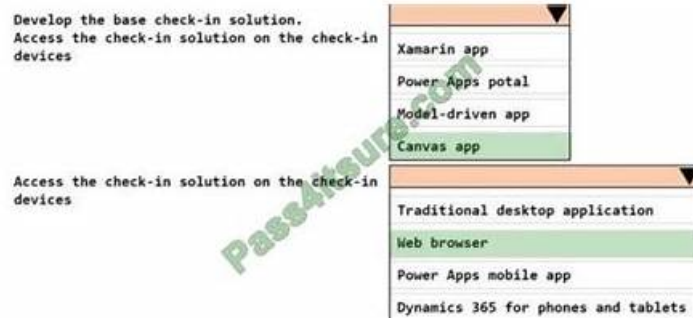 Develop the base check-in solution.
Access the check-in solution on the check-in
devices
Xamarin app
Power Apps potal
Model-driven app
Canvas app
Access the check-in solution on the check-in
devices
Traditional desktop application
Web browser
Power Apps mobile app
Dynamics 365 for phones and tablets
Pass4itsure.com